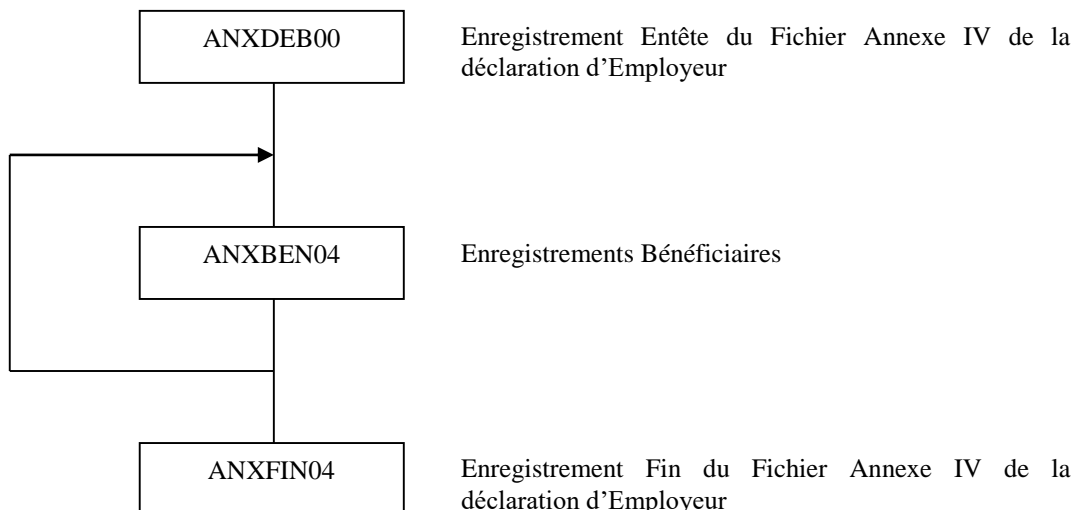 ANXDEB00
Enregistrement Entête du Fichier Annexe IV de la
déclaration d’Employeur
ANXBEN04
Enregistrements Bénéficiaires
ANXFIN04
Enregistrement Fin du Fichier Annexe IV de la
déclaration d’Employeur